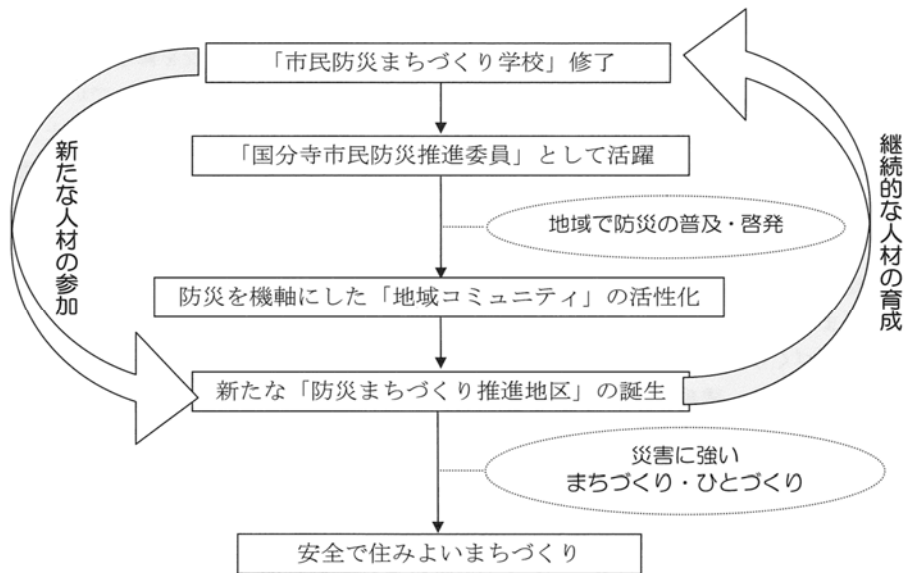 「市民防災まちづくり学校」修了
「国分寺市民防災推進委員」として活躍
地域で防災の普及・啓発
防災を機軸にした「地域コミュニティ」の活性化
新たな「防災まちづくり推進地区」の誕生
災害に強い
まちづくり・ひとづくり
安全で住みよいまちづくり
新たな人材の参加
継続的な人材の育成